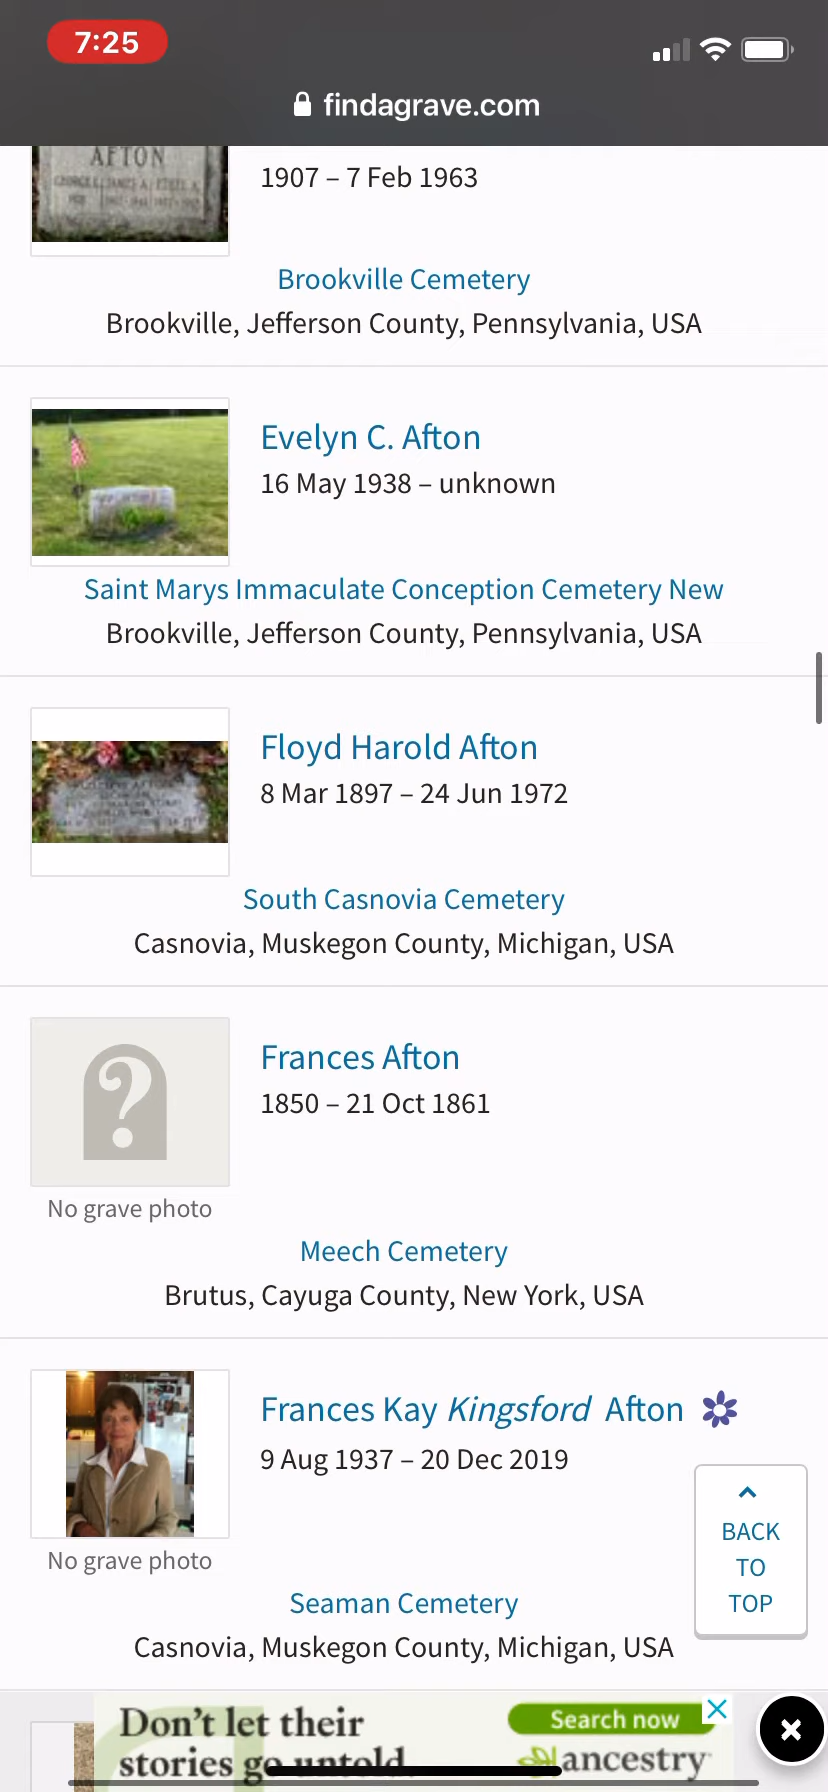 7:25
findagrave.com
AFTON
1907 – 7 Feb 1963
Brookville Cemetery
Brookville, Jefferson County, Pennsylvania, USA
Evelyn C. Afton
16 May 1938 – unknown
Saint Marys Immaculate Conception Cemetery New
Brookville, Jefferson County, Pennsylvania, USA
Floyd Harold Afton
8 Mar 1897 – 24 Jun 1972
South Casnovia Cemetery
Casnovia, Muskegon County, Michigan, USA
?
Frances Afton
1850 – 21 Oct 1861
No grave photo
Meech Cemetery
Brutus, Cayuga County, New York, USA
Frances Kay Kingsford Afton
9 Aug 1937 – 20 Dec 2019
No grave photo
Seaman Cemetery
Casnovia, Muskegon County, Michigan, USA
BACK
TO
TOP
Don't let their
stories go untold.
Search now
ancestry